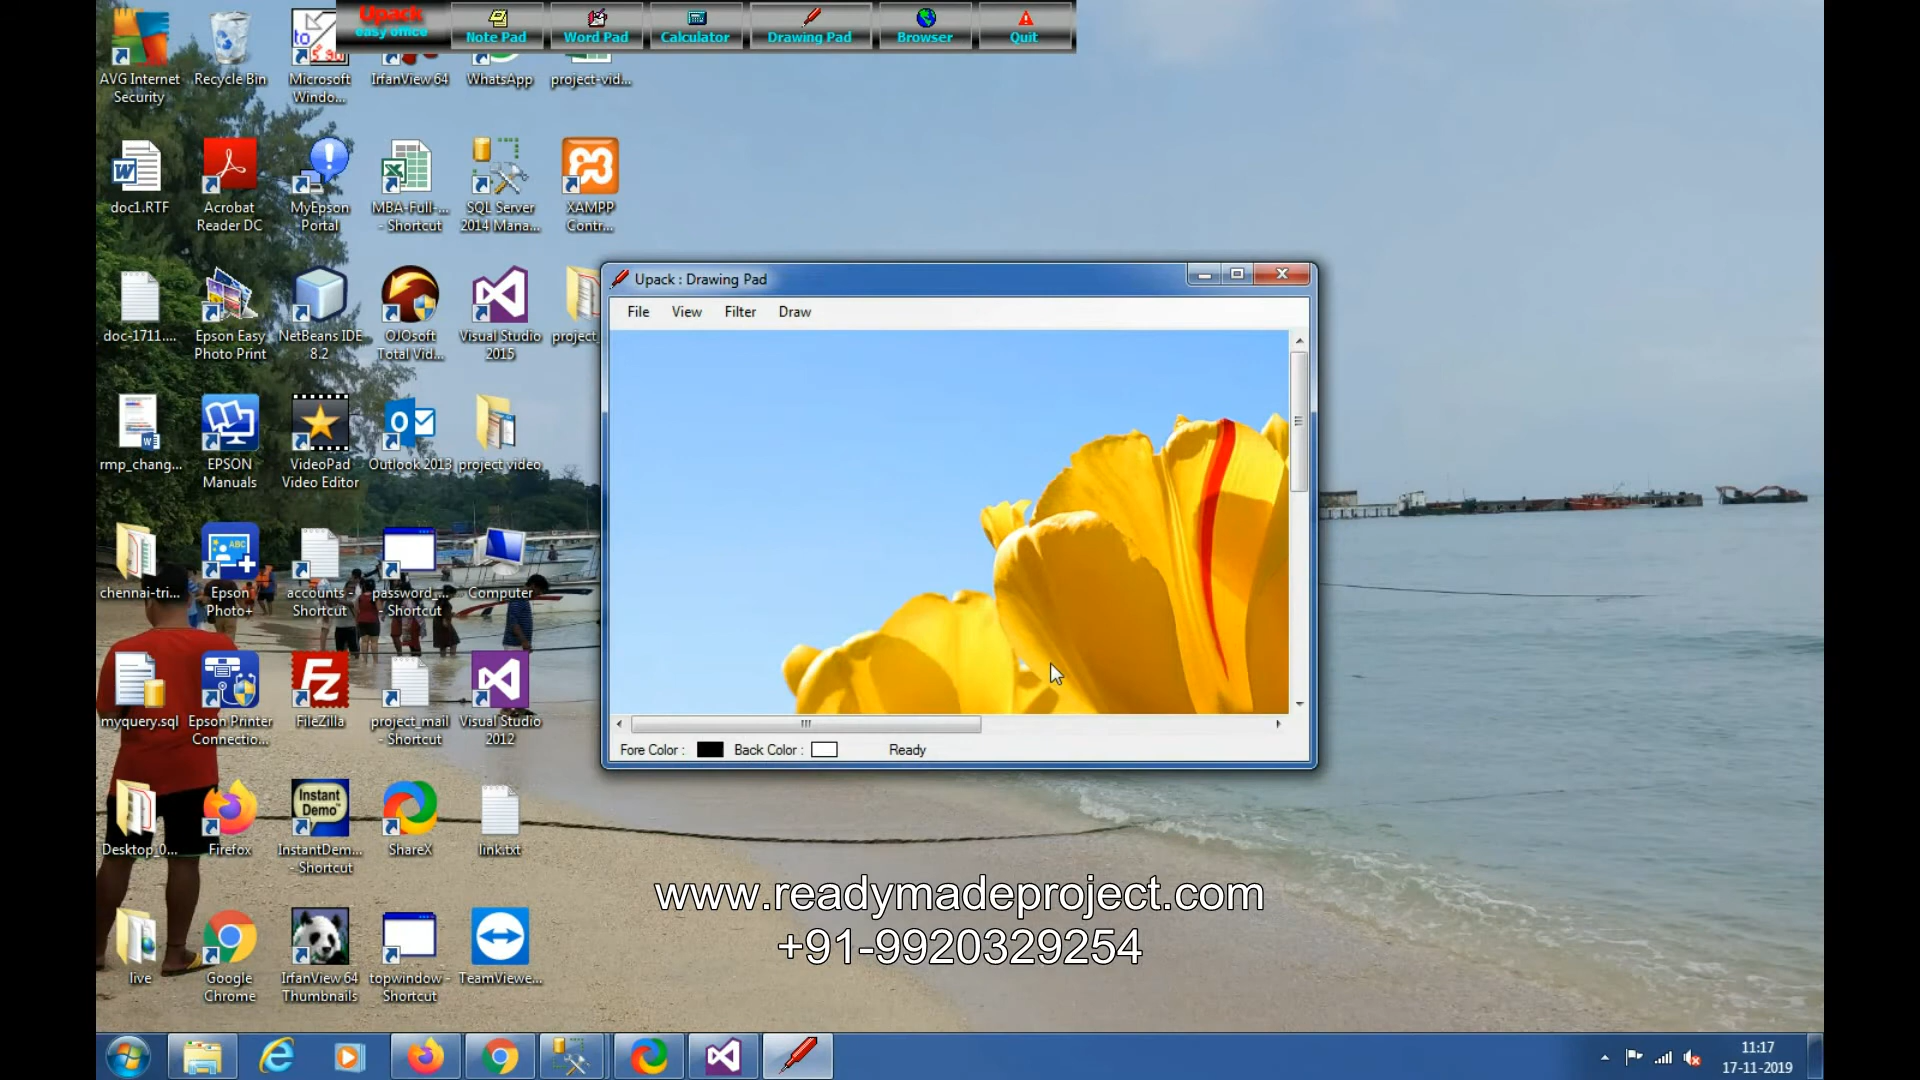 Upack
easy office
Note Pad
Word Pad
Calculator
Drawing Pad
Browser
Quit
AVG Internet
Security
Recycle Bin
Microsoft
Windo...
IrfanView 64
WhatsApp
project-vid...
doc1.RTF
Acrobat
Reader DC
MyEpson
Portal
MBA-Full-...
- Shortcut
SQL Server
2014 Mana...
XAMPP
Contr...
doc-1711....
Epson Easy
Photo Print
NetBeans IDE
8.2
OJOsoft
Total Vid...
Visual Studio
2015
project_
Upack : Drawing Pad
File View Filter Draw
rmp_chang...
EPSON
Manuals
VideoPad
Video Editor
Outlook 2013
project video
chennai-tri...
Epson
Photo+
accounts -
Shortcut
password_...
- Shortcut
Computer
myquery.sql
Epson Printer
Connectio...
FileZilla
project_mail
- Shortcut
Visual Studio
2012
Fore Color :
Back Color :
Ready
Desktop_0...
Firefox
Instant
Demo
InstantDem...
- Shortcut
ShareX
link.txt
live
Google
Chrome
IrfanView 64
Thumbnails
topwindow -
Shortcut
TeamViewe...
www.readymadeproject.com
+91-9920329254
11:17
17-11-2019